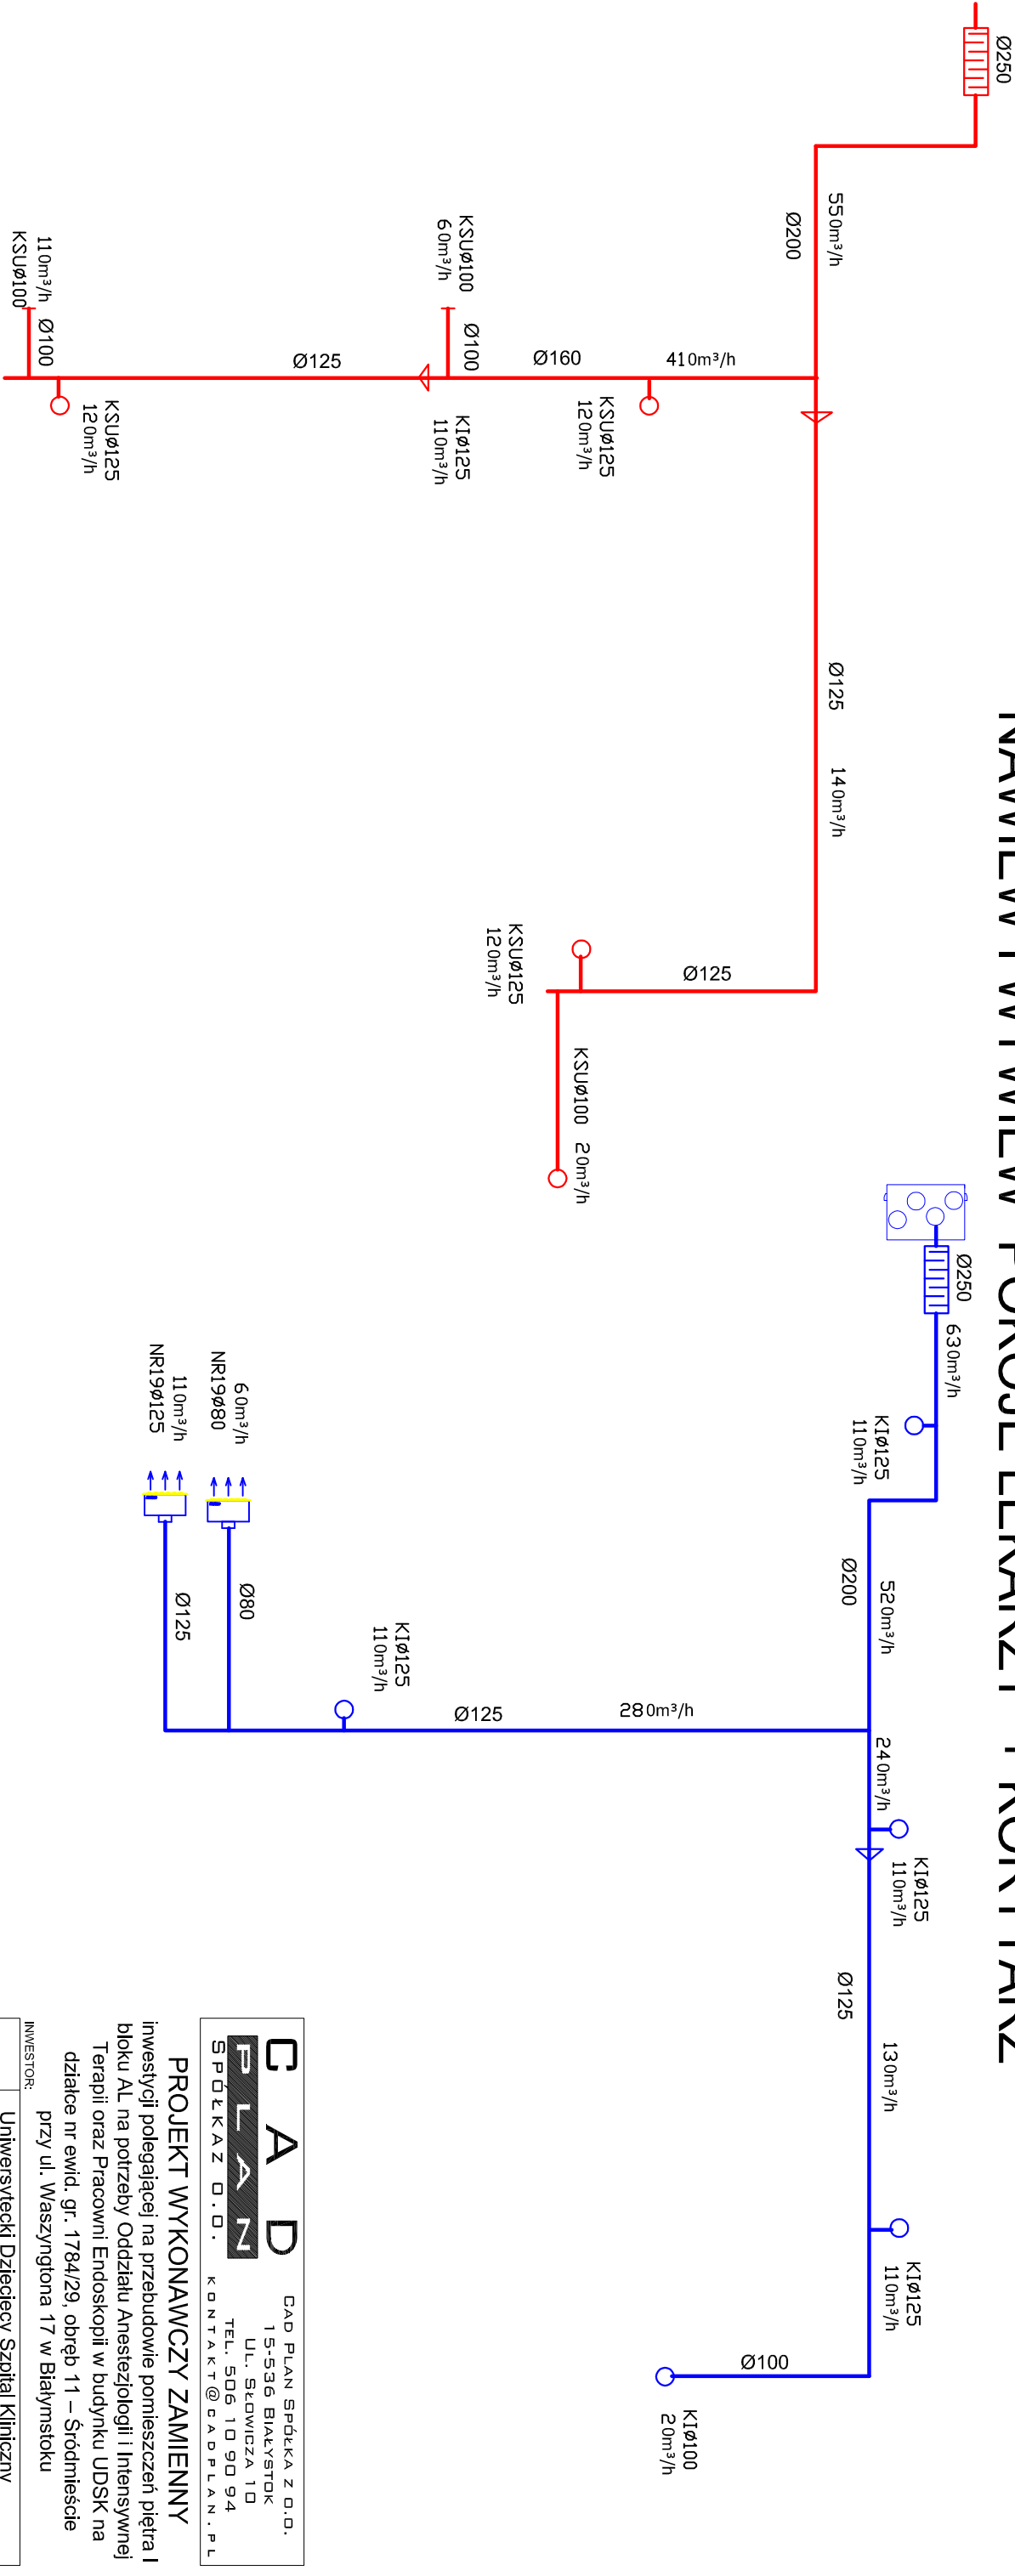 NAWIEW I WYWIEW POKOJE LEKARZY I KORYTARZ
Ø250
550m³/h
Ø200
Ø125
140m³/h
410m³/h
Ø160
KSUØ125
120m³/h
KSUØ100
60m³/h
Ø100
KIØ125
110m³/h
Ø125
110m³/h
KSUØ100
Ø100
KSUØ125
120m³/h
Ø125
KSUØ125
120m³/h
KSUØ100 20m³/h
Ø250
630m³/h
KIØ125
110m³/h
Ø200
520m³/h
240m³/h
KIØ125
110m³/h
Ø125
130m³/h
KIØ125
110m³/h
Ø100
KIØ100
20m³/h
280m³/h
Ø125
KIØ125
110m³/h
60m³/h
NR19Ø80
Ø80
110m³/h
NR19Ø125
Ø125
CAD
PLAN
SPÓŁKA Z O.O.
CAD PLAN SPÓŁKA Z O.O.
15-536 BIAŁYSTOK
UL. SŁOWICZA 10
TEL. 506 10 90 94
KONTAKT@CADPLAN.PL
PROJEKT WYKONAWCZY ZAMIENNY
inwestycji polegającej na przebudowie pomieszczeń piętra I
bloku AL na potrzeby Oddziału Anestezjologii i Intensywnej
Terapii oraz Pracowni Endoskopii w budynku UDSK na
działce nr ewid. gr. 1784/29, obręb 11 – Śródmieście
przy ul. Waszyngtona 17 w Białymstoku
INWESTOR:
Uniwersytecki Dziecięcy Szpital Kliniczny